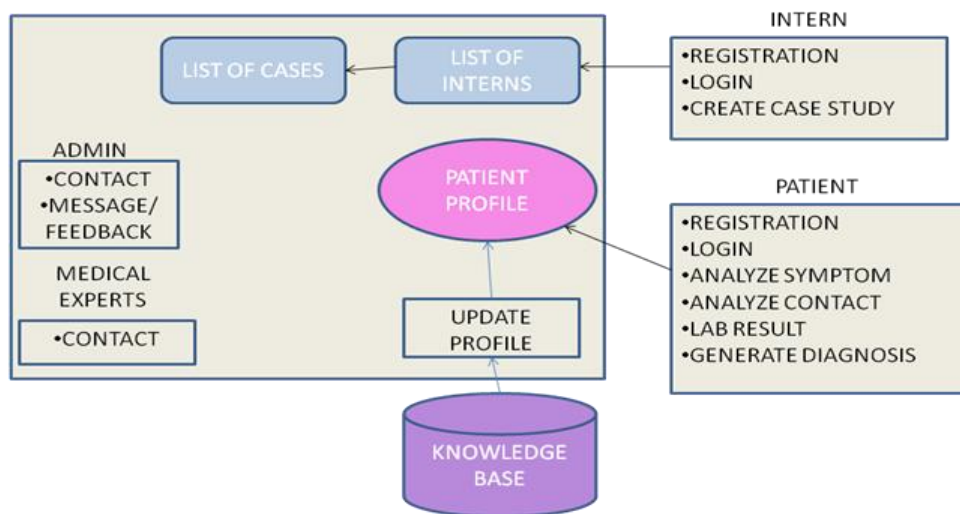 LIST OF CASES
LIST OF
INTERNS
INTERN
•REGISTRATION
•LOGIN
•CREATE CASE STUDY
ADMIN
•CONTACT
•MESSAGE/
FEEDBACK
MEDICAL
EXPERTS
•CONTACT
PATIENT
PROFILE
UPDATE
PROFILE
PATIENT
•REGISTRATION
•LOGIN
•ANALYZE SYMPTOM
•ANALYZE CONTACT
•LAB RESULT
•GENERATE DIAGNOSIS
KNOWLEDGE
BASE